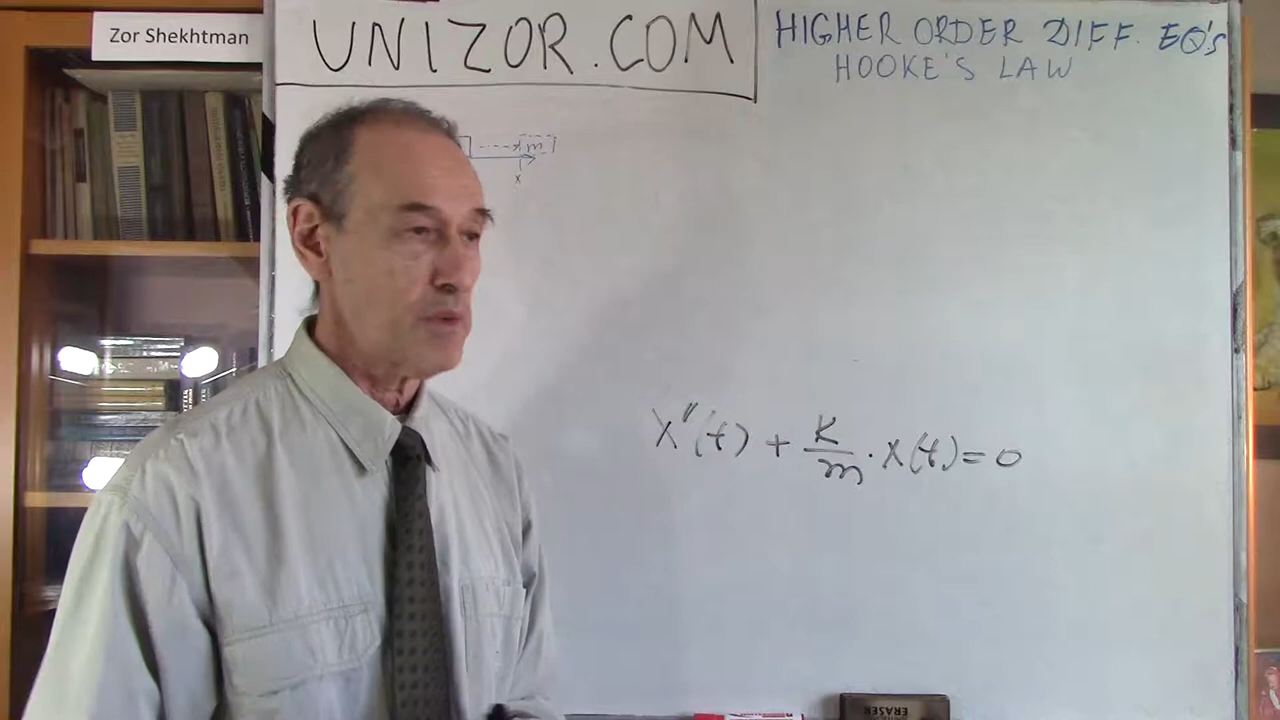 Zor Shekhtman
UNIZOR.COM
HIGHER ORDER DIFF. EQ'S
HOOKE'S LAW
m
x
x''(t) + k/m · x(t) = 0
ERASER